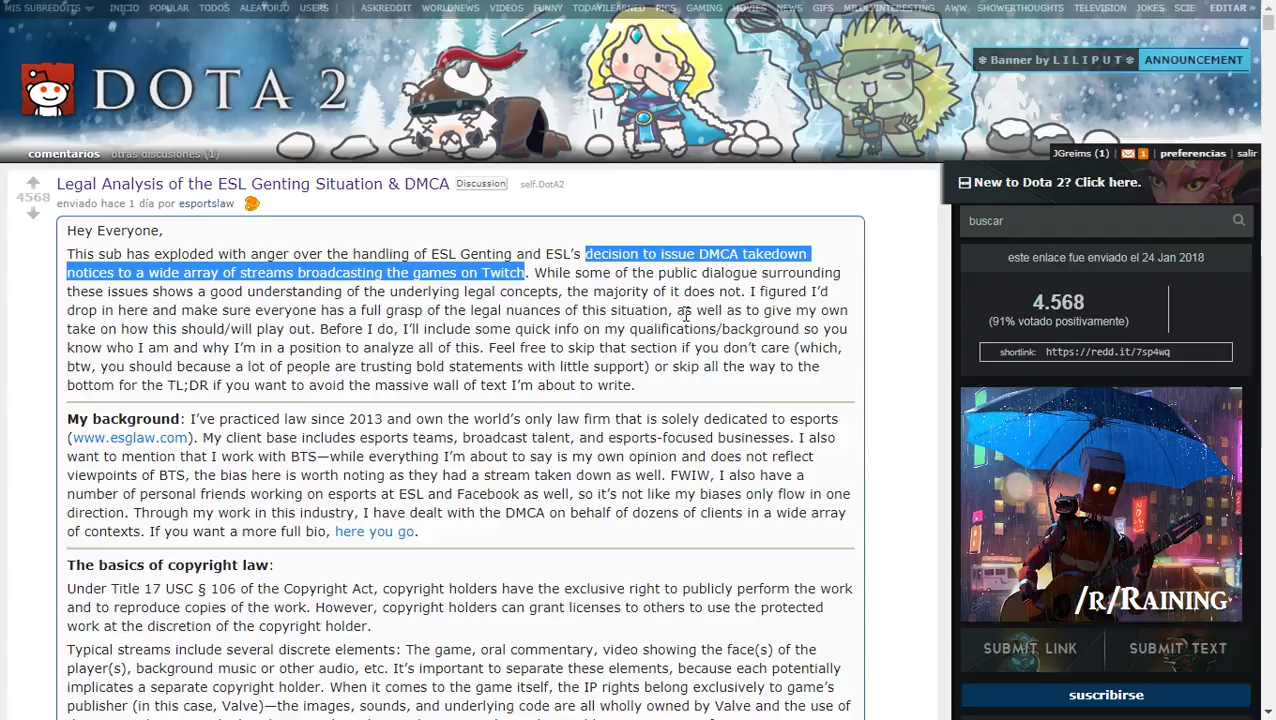 MIS SUBREDDITS INICIO POPULAR TODOS ALEATORIO USERS | ASKREDDIT WORLDNEWS VIDEOS FUNNY TODAYILEARNED PICS GAMING MOVIES NEWS GIFS MILDLYINTERESTING AWW SHOWERTHOUGHTS TELEVISION JOKES SCIE EDITAR »
DOTA 2
❄ Banner by L I L I P U T ❄ ANNOUNCEMENT
comentarios otras discusiones (1)
JGreims (1) 1 preferencias salir
4568
Legal Analysis of the ESL Genting Situation & DMCA Discussion self.DotA2
enviado hace 1 día por esportslaw
Hey Everyone,
This sub has exploded with anger over the handling of ESL Genting and ESL’s decision to issue DMCA takedown
notices to a wide array of streams broadcasting the games on Twitch. While some of the public dialogue surrounding
these issues shows a good understanding of the underlying legal concepts, the majority of it does not. I figured I’d
drop in here and make sure everyone has a full grasp of the legal nuances of this situation, as well as to give my own
take on how this should/will play out. Before I do, I’ll include some quick info on my qualifications/background so you
know who I am and why I’m in a position to analyze all of this. Feel free to skip that section if you don’t care (which,
btw, you should because a lot of people are trusting bold statements with little support) or skip all the way to the
bottom for the TL;DR if you want to avoid the massive wall of text I’m about to write.
My background: I’ve practiced law since 2013 and own the world’s only law firm that is solely dedicated to esports
(www.esglaw.com). My client base includes esports teams, broadcast talent, and esports-focused businesses. I also
want to mention that I work with BTS—while everything I’m about to say is my own opinion and does not reflect
viewpoints of BTS, the bias here is worth noting as they had a stream taken down as well. FWIW, I also have a
number of personal friends working on esports at ESL and Facebook as well, so it’s not like my biases only flow in one
direction. Through my work in this industry, I have dealt with the DMCA on behalf of dozens of clients in a wide array
of contexts. If you want a more full bio, here you go.
The basics of copyright law:
Under Title 17 USC § 106 of the Copyright Act, copyright holders have the exclusive right to publicly perform the work
and to reproduce copies of the work. However, copyright holders can grant licenses to others to use the protected
work at the discretion of the copyright holder.
Typical streams include several discrete elements: The game, oral commentary, video showing the face(s) of the
player(s), background music or other audio, etc. It’s important to separate these elements, because each potentially
implicates a separate copyright holder. When it comes to the game itself, the IP rights belong exclusively to game’s
publisher (in this case, Valve)—the images, sounds, and underlying code are all wholly owned by Valve and the use of
New to Dota 2? Click here.
buscar
este enlace fue enviado el 24 Jan 2018
4.568
(91% votado positivamente)
shortlink: https://redd.it/7sp4wq
/r/Raining
SUBMIT LINK SUBMIT TEXT
suscribirse